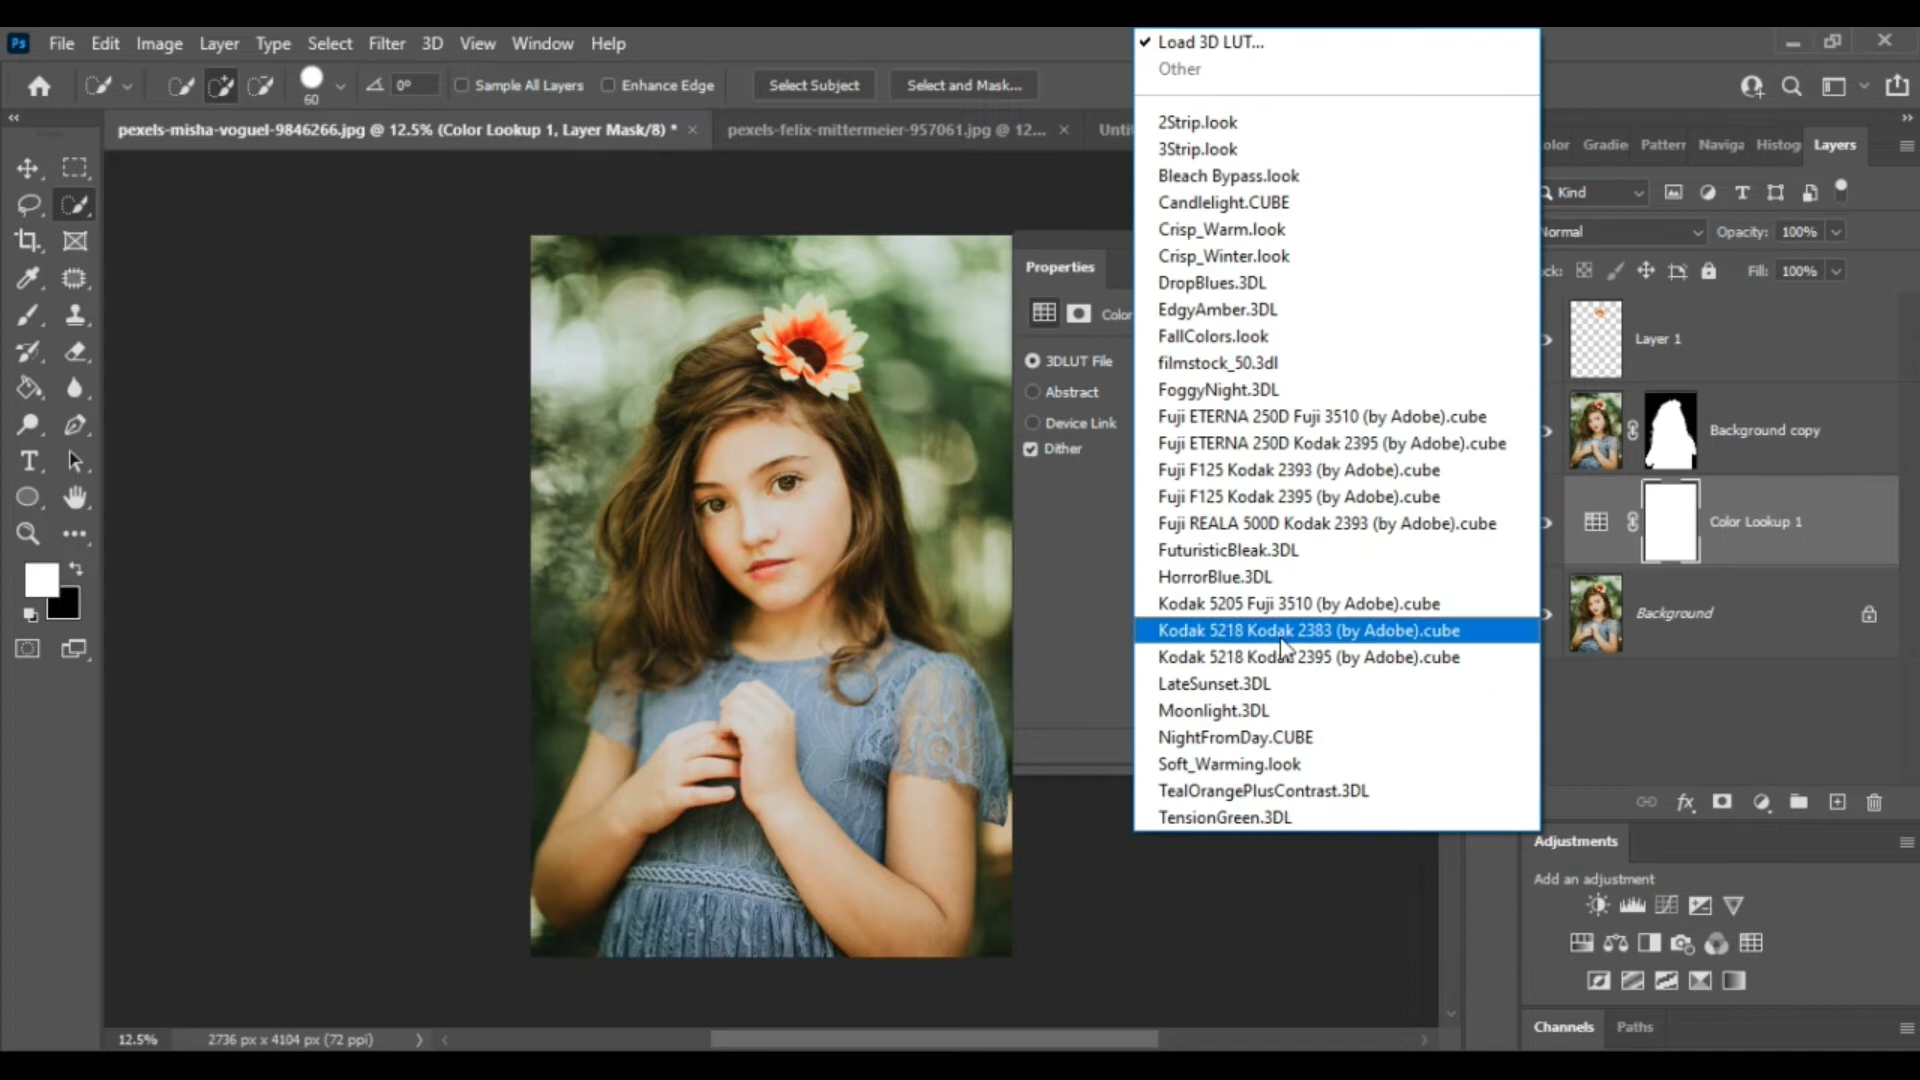 Ps File Edit Image Layer Type Select Filter 3D View Window Help
60
0°
Sample All Layers
Enhance Edge
Select Subject
Select and Mask...
pexels-misha-voguel-9846266.jpg @ 12.5% (Color Lookup 1, Layer Mask/8) *
pexels-felix-mittermeier-957061.jpg @ 12...
Unti
Properties
Color
3DLUT File
Abstract
Device Link
Dither
Load 3D LUT...
Other
2Strip.look
3Strip.look
Bleach Bypass.look
Candlelight.CUBE
Crisp_Warm.look
Crisp_Winter.look
DropBlues.3DL
EdgyAmber.3DL
FallColors.look
filmstock_50.3dl
FoggyNight.3DL
Fuji ETERNA 250D Fuji 3510 (by Adobe).cube
Fuji ETERNA 250D Kodak 2395 (by Adobe).cube
Fuji F125 Kodak 2393 (by Adobe).cube
Fuji F125 Kodak 2395 (by Adobe).cube
Fuji REALA 500D Kodak 2393 (by Adobe).cube
FuturisticBleak.3DL
HorrorBlue.3DL
Kodak 5205 Fuji 3510 (by Adobe).cube
Kodak 5218 Kodak 2383 (by Adobe).cube
Kodak 5218 Kodak 2395 (by Adobe).cube
LateSunset.3DL
Moonlight.3DL
NightFromDay.CUBE
Soft_Warming.look
TealOrangePlusContrast.3DL
TensionGreen.3DL
olor Gradie Pattern Naviga Histog Layers
Kind
Normal
Opacity: 100%
ck:
Fill: 100%
Layer 1
Background copy
Color Lookup 1
Background
fx
Adjustments
Add an adjustment
Channels Paths
12.5%
2736 px x 4104 px (72 ppi)